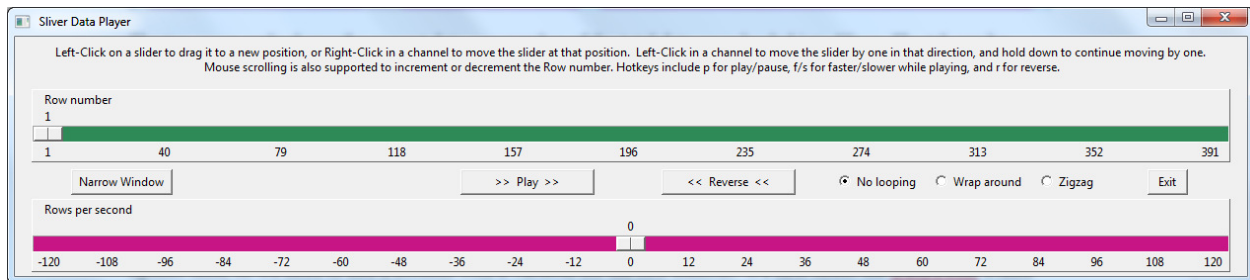 Sliver Data Player
Left-Click on a slider to drag it to a new position, or Right-Click in a channel to move the slider at that position.  Left-Click in a channel to move the slider by one in that direction, and hold down to continue moving by one.
Mouse scrolling is also supported to increment or decrement the Row number. Hotkeys include p for play/pause, f/s for faster/slower while playing, and r for reverse.
Row number
1
1 40 79 118 157 196 235 274 313 352 391
Narrow Window >> Play >> << Reverse << No looping Wrap around Zigzag Exit
Rows per second
0
-120 -108 -96 -84 -72 -60 -48 -36 -24 -12 0 12 24 36 48 60 72 84 96 108 120